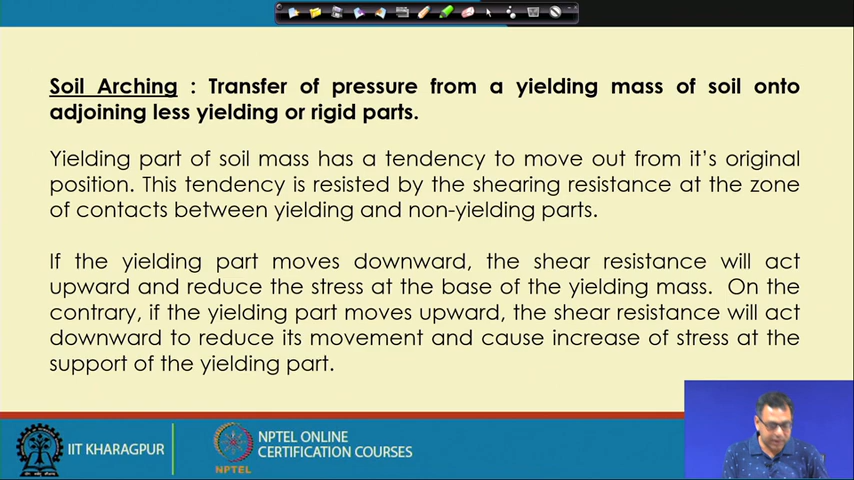 Soil Arching : Transfer of pressure from a yielding mass of soil onto
adjoining less yielding or rigid parts.
Yielding part of soil mass has a tendency to move out from it's original
position. This tendency is resisted by the shearing resistance at the zone
of contacts between yielding and non-yielding parts.
If the yielding part moves downward, the shear resistance will act
upward and reduce the stress at the base of the yielding mass. On the
contrary, if the yielding part moves upward, the shear resistance will act
downward to reduce its movement and cause increase of stress at the
support of the yielding part.
IIT KHARAGPUR
NPTEL
NPTEL ONLINE
CERTIFICATION COURSES